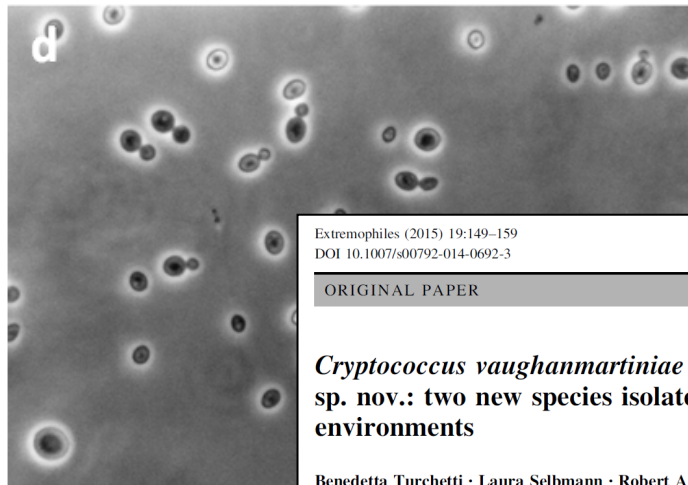 d
Extremophiles (2015) 19:149–159
DOI 10.1007/s00792-014-0692-3
ORIGINAL PAPER
Cryptococcus vaughanmartiniae
sp. nov.: two new species isolate
environments
Benedetta Turchetti · Laura Selbmann · Robert A